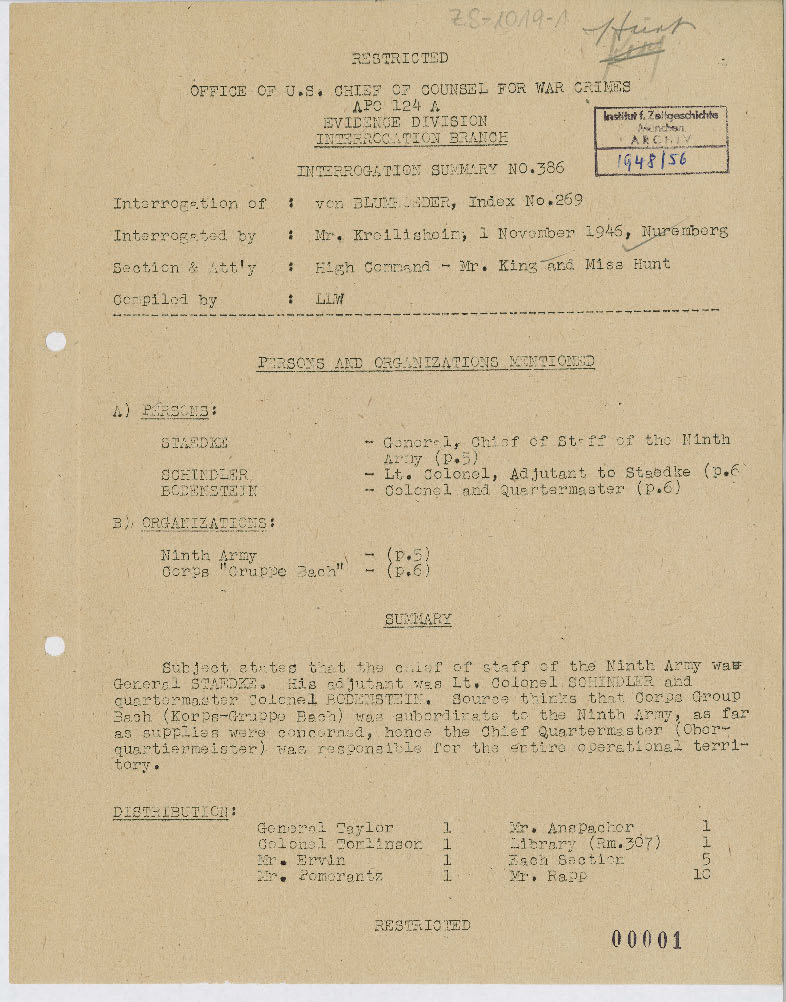 ZS-1019-1
RESTRICTED
OFFICE OF U.S. CHIEF OF COUNSEL FOR WAR CRIMES
APO 124 A
EVIDENCE DIVISION
INTERROGATION BRANCH
Institut f. Zeitgeschichte
München
ARCHIV
1948/56
INTERROGATION SUMMARY NO.386
Interrogation of : von BLUMROEDER, Index No.269
Interrogated by : Mr. Kreilisheim, 1 November 1946, Nuremberg
Section & Att'y : High Command - Mr. King and Miss Hunt
Compiled by : LLW
PERSONS AND ORGANIZATIONS MENTIONED
A) PERSONS:
STAEDKE - General, Chief of Staff of the Ninth
Army (p.5)
SCHINDLER - Lt. Colonel, Adjutant to Staedke (p.6
BODENSTEIN - Colonel and Quartermaster (p.6)
B) ORGANIZATIONS:
Ninth Army - (p.5)
Corps "Gruppe Bach" - (p.6)
SUMMARY
Subject states that the chief of staff of the Ninth Army was
General STAEDKE. His adjutant was Lt. Colonel SCHINDLER and
quartermaster Colonel BODENSTEIN. Source thinks that Corps Group
Bach (Korps-Gruppe Bach) was subordinate to the Ninth Army, as far
as supplies were concerned, hence the Chief Quartermaster (Ober-
quartiermeister) was responsible for the entire operational terri-
tory.
DISTRIBUTION:
General Taylor 1 Mr. Anspacher 1
Colonel Tomlinson 1 Library (Rm.307) 1
Mr. Ervin 1 Each Section 5
Mr. Pomerantz 1 Mr. Rapp 10
RESTRICTED
00001